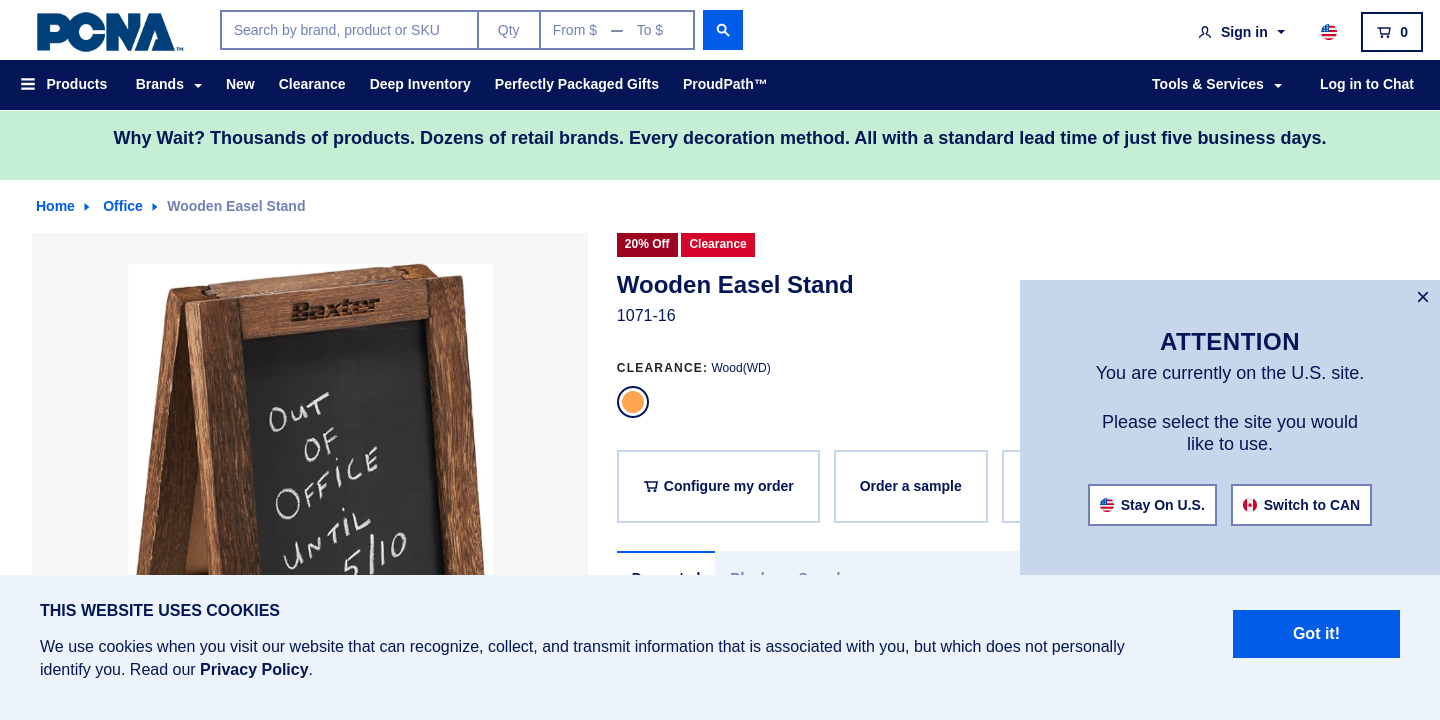 PCNA™
Search by brand, product or SKU
Qty
From $ — To $
Sign in
0
Products
Brands
New
Clearance
Deep Inventory
Perfectly Packaged Gifts
ProudPath™
Tools & Services
Log in to Chat
Why Wait? Thousands of products. Dozens of retail brands. Every decoration method. All with a standard lead time of just five business days.
Home
Office
Wooden Easel Stand
Baxter
OUT
OF
OFFICE
UNTIL
5/10
20% Off
Clearance
Wooden Easel Stand
1071-16
CLEARANCE: Wood(WD)
Configure my order
Order a sample
×
ATTENTION
You are currently on the U.S. site.
Please select the site you would
like to use.
Stay On U.S.
Switch to CAN
THIS WEBSITE USES COOKIES
We use cookies when you visit our website that can recognize, collect, and transmit information that is associated with you, but which does not personally
identify you. Read our Privacy Policy.
Got it!